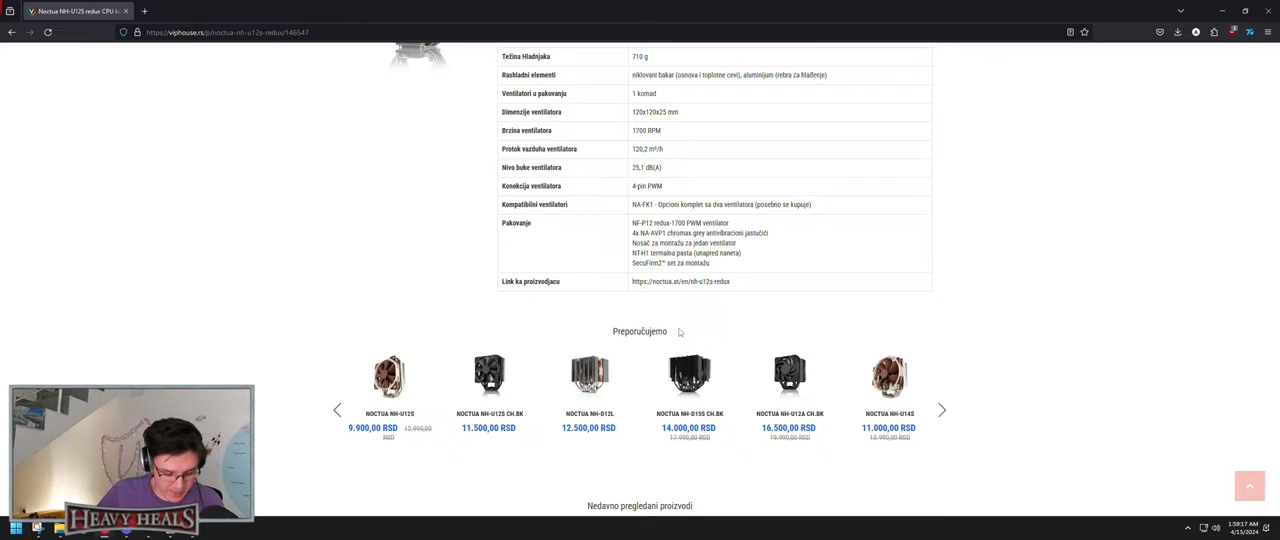 Noctua NH-U12S redux CPU h
https://viphouse.rs/p/noctua-nh-u12s-redux/146547
Težina Hladnjaka 710 g
Rashladni elementi niklovani bakar (osnova i toplotne cevi), aluminijum (rebra za hlađenje)
Ventilatori u pakovanju 1 komad
Dimenzije ventilatora 120x120x25 mm
Brzina ventilatora 1700 RPM
Protok vazduha ventilatora 120,2 m³/h
Nivo buke ventilatora 25,1 dB(A)
Konekcija ventilatora 4-pin PWM
Kompatibilni ventilatori NA-FK1 - Opcioni komplet sa dva ventilatora (posebno se kupuje)
Pakovanje NF-P12 redux-1700 PWM ventilator
4x NA-AVP1 chromax.grey antivibracioni jastučići
Nosač za montažu za jedan ventilator
NT-H1 termalna pasta (unapred naneta)
SecuFirm2™ set za montažu
Link ka proizvodjacu https://noctua.at/en/nh-u12s-redux
Preporučujemo
NOCTUA NH-U12S NOCTUA NH-U12S CH.BK NOCTUA NH-D12L NOCTUA NH-D15S CH.BK NOCTUA NH-U12A CH.BK NOCTUA NH-U14S
9.900,00 RSD 12.990,00 RSD 11.500,00 RSD 12.500,00 RSD 14.000,00 RSD 16.500,00 RSD 11.000,00 RSD
17.990,00 RSD 19.990,00 RSD 13.990,00 RSD
Nedavno pregledani proizvodi
HEAVY HEALS
1:59:17 AM
4/15/2024